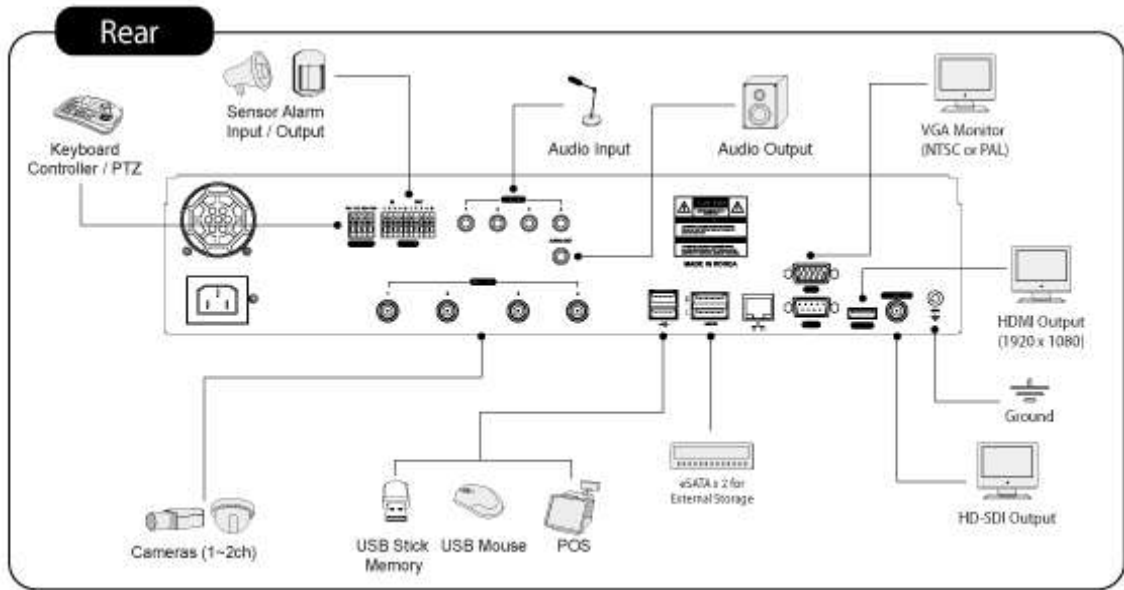 Rear
Sensor Alarm
Input / Output
Keyboard
Controller / PTZ
Audio Input
Audio Output
VGA Monitor
(NTSC or PAL)
MADE IN KOREA
HDMI Output
(1920 x 1080)
Ground
eSATA x 2 for
External Storage
HD-SDI Output
Cameras (1~2ch)
USB Stick
Memory
USB Mouse
POS